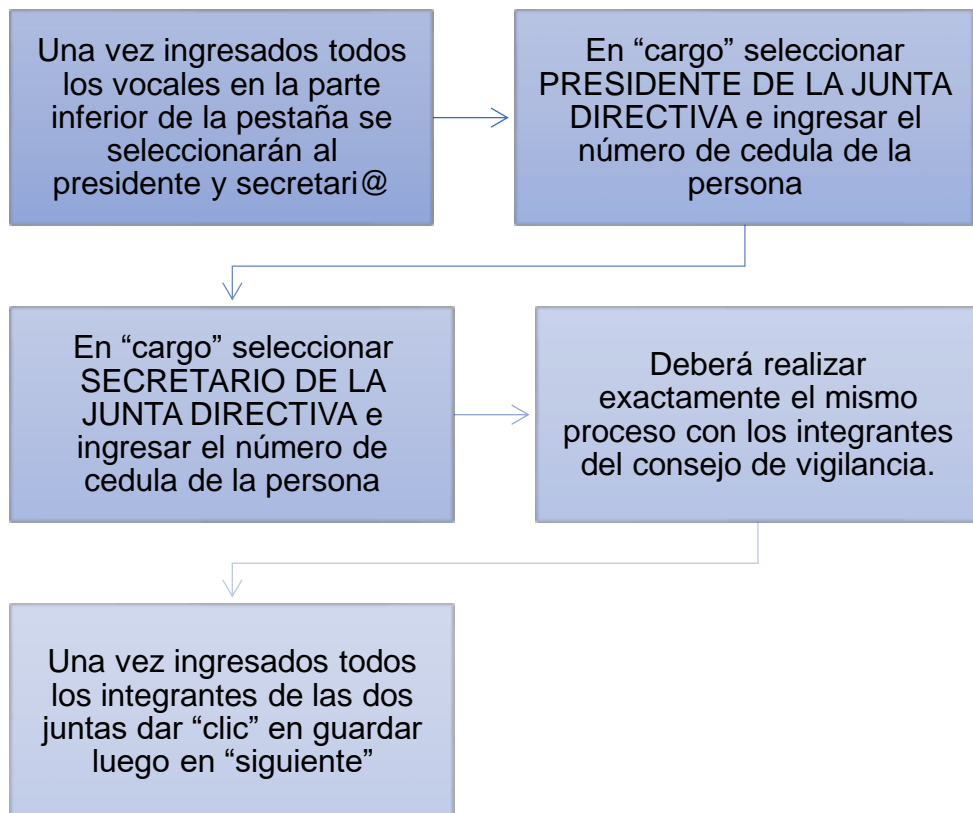 Una vez ingresados todos
los vocales en la parte
inferior de la pestaña se
seleccionarán al
presidente y secretari@
En “cargo” seleccionar
PRESIDENTE DE LA JUNTA
DIRECTIVA e ingresar el
número de cedula de la
persona
En “cargo” seleccionar
SECRETARIO DE LA
JUNTA DIRECTIVA e
ingresar el número de
cedula de la persona
Deberá realizar
exactamente el mismo
proceso con los integrantes
del consejo de vigilancia.
Una vez ingresados todos
los integrantes de las dos
juntas dar “clic” en guardar
luego en “siguiente”